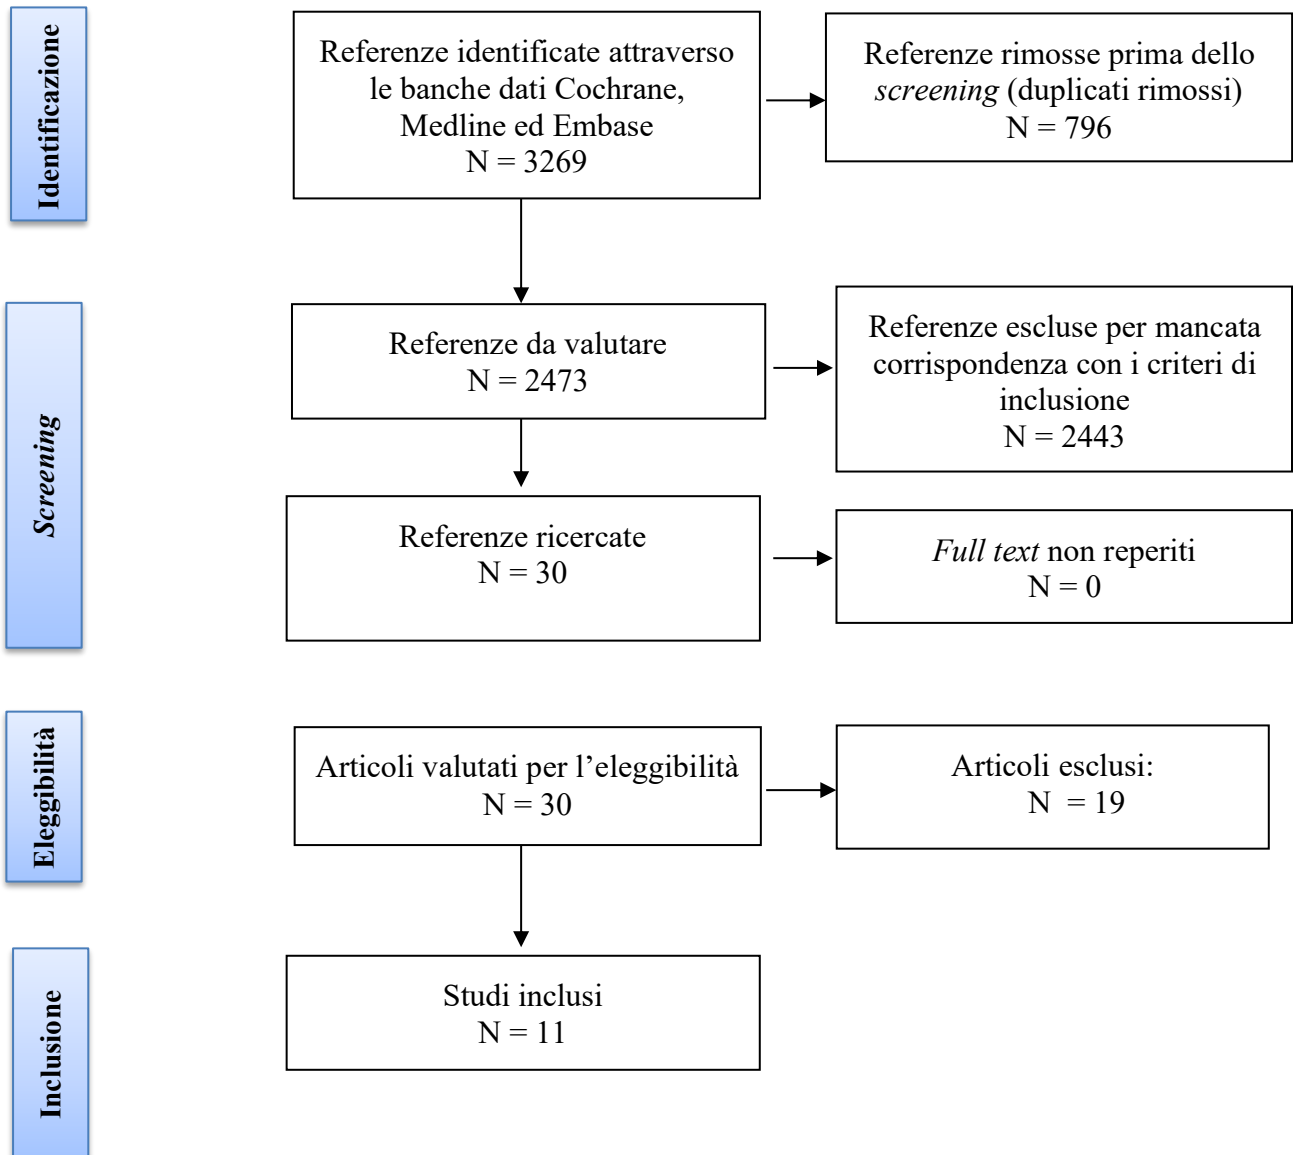 Identificazione
Referenze identificate attraverso
le banche dati Cochrane,
Medline ed Embase
N = 3269
Referenze rimosse prima dello
screening (duplicati rimossi)
N = 796
Screening
Referenze da valutare
N = 2473
Referenze escluse per mancata
corrispondenza con i criteri di
inclusione
N = 2443
Referenze ricercate
N = 30
Full text non reperiti
N = 0
Eleggibilità
Articoli valutati per l’eleggibilità
N = 30
Articoli esclusi:
N = 19
Inclusione
Studi inclusi
N = 11